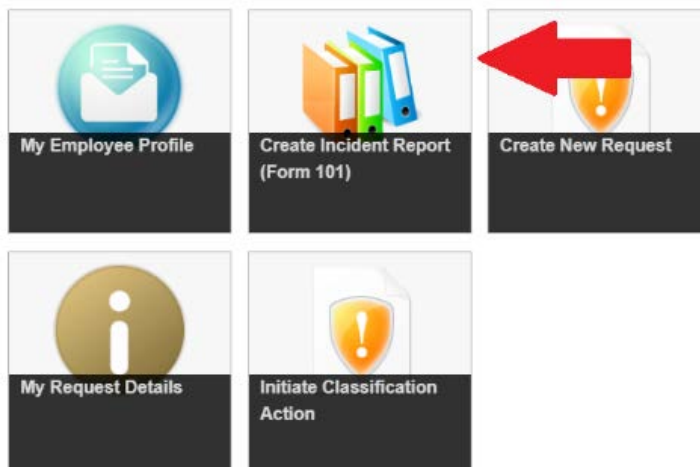 My Employee Profile
Create Incident Report
(Form 101)
Create New Request
My Request Details
Initiate Classification
Action